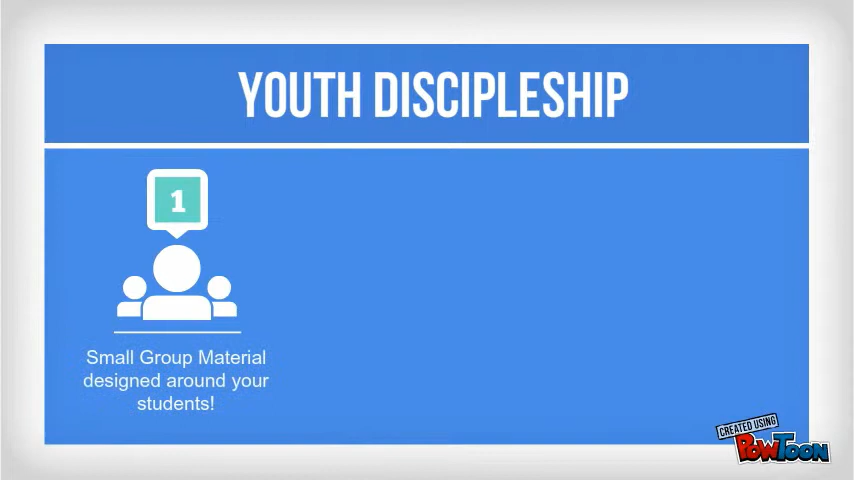 YOUTH DISCIPLESHIP
1
Small Group Material
designed around your
students!
CREATED USING
POWTOON